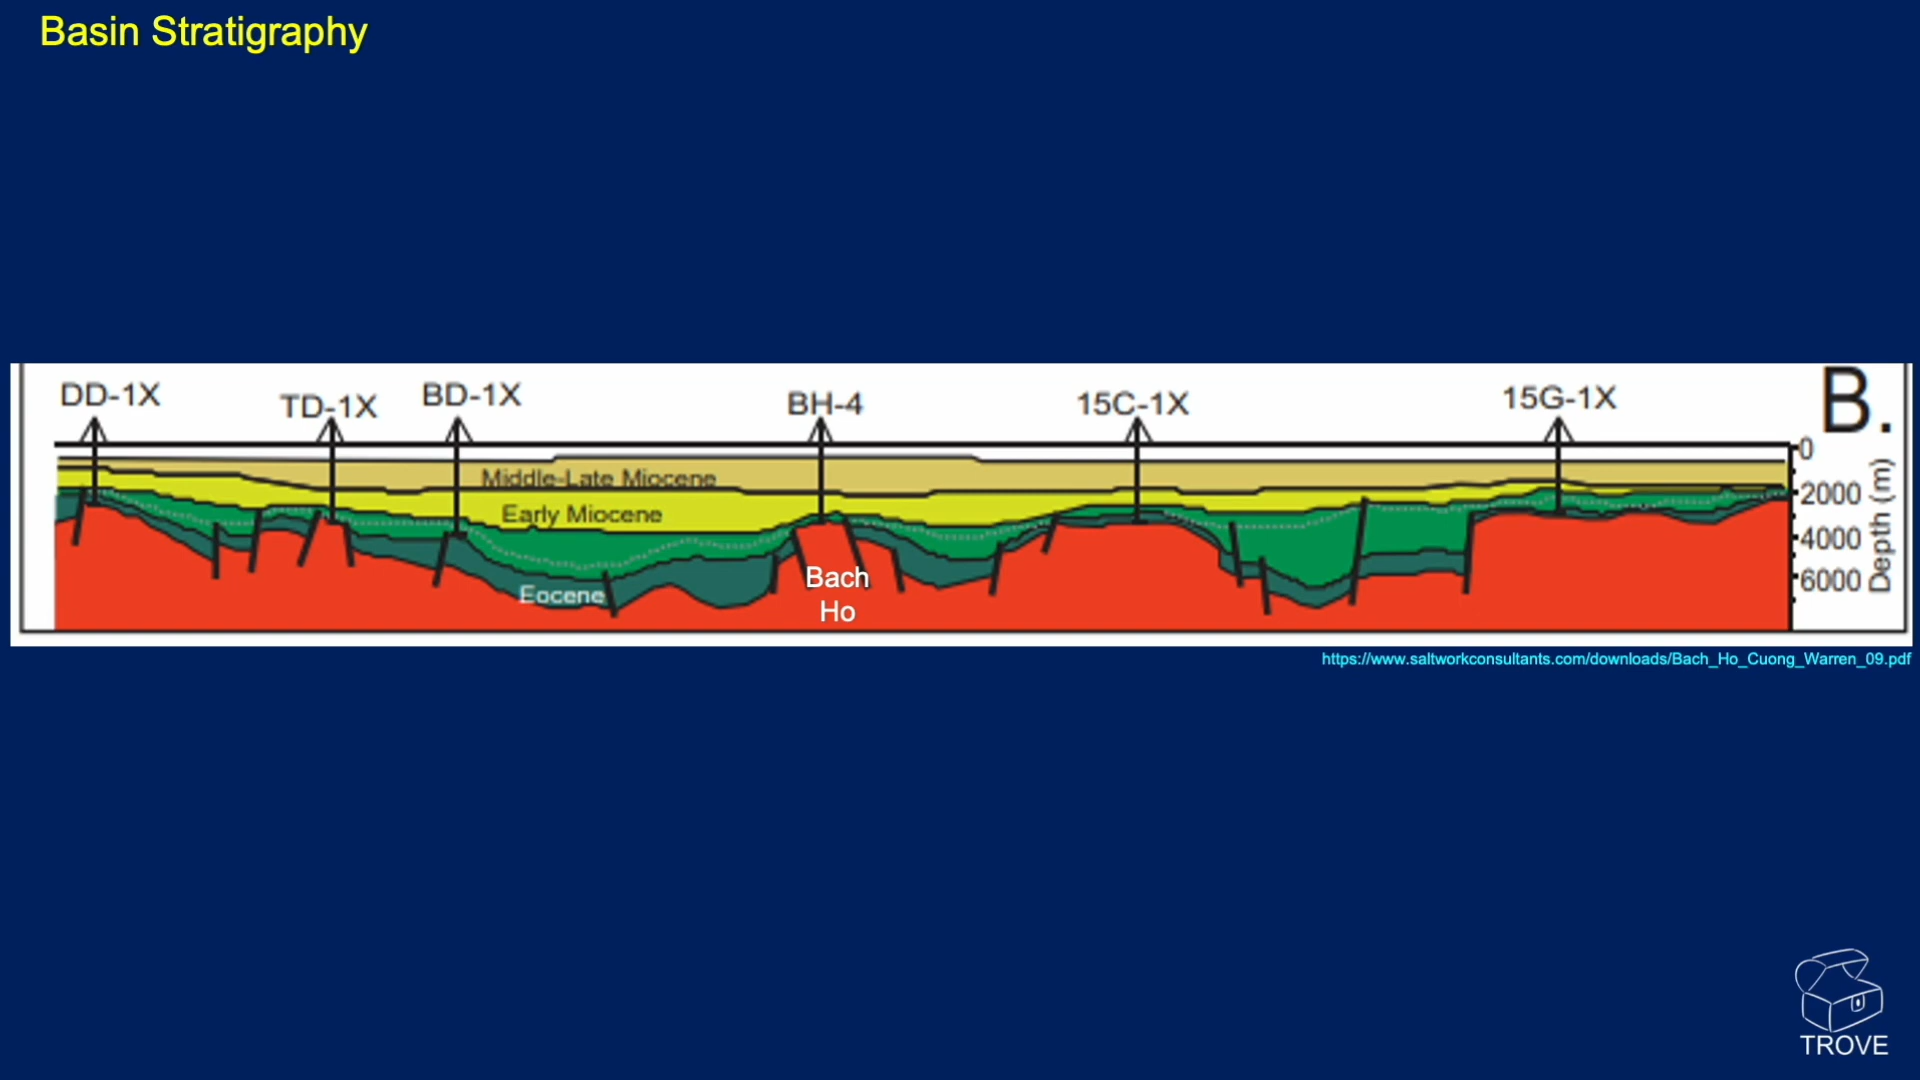 Basin Stratigraphy
DD-1X
TD-1X
BD-1X
BH-4
15C-1X
15G-1X
B.
0
2000
4000
6000
Depth (m)
Middle-Late Miocene
Early Miocene
Eocene
Bach
Ho
https://www.saltworkconsultants.com/downloads/Bach_Ho_Cuong_Warren_09.pdf
TROVE